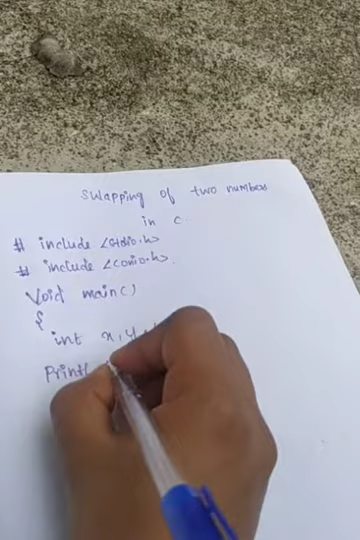 Swapping of two numbers
in c.
# include <stdio.h>
# include <conio.h>.
Void main()
{
int x,y
Printf